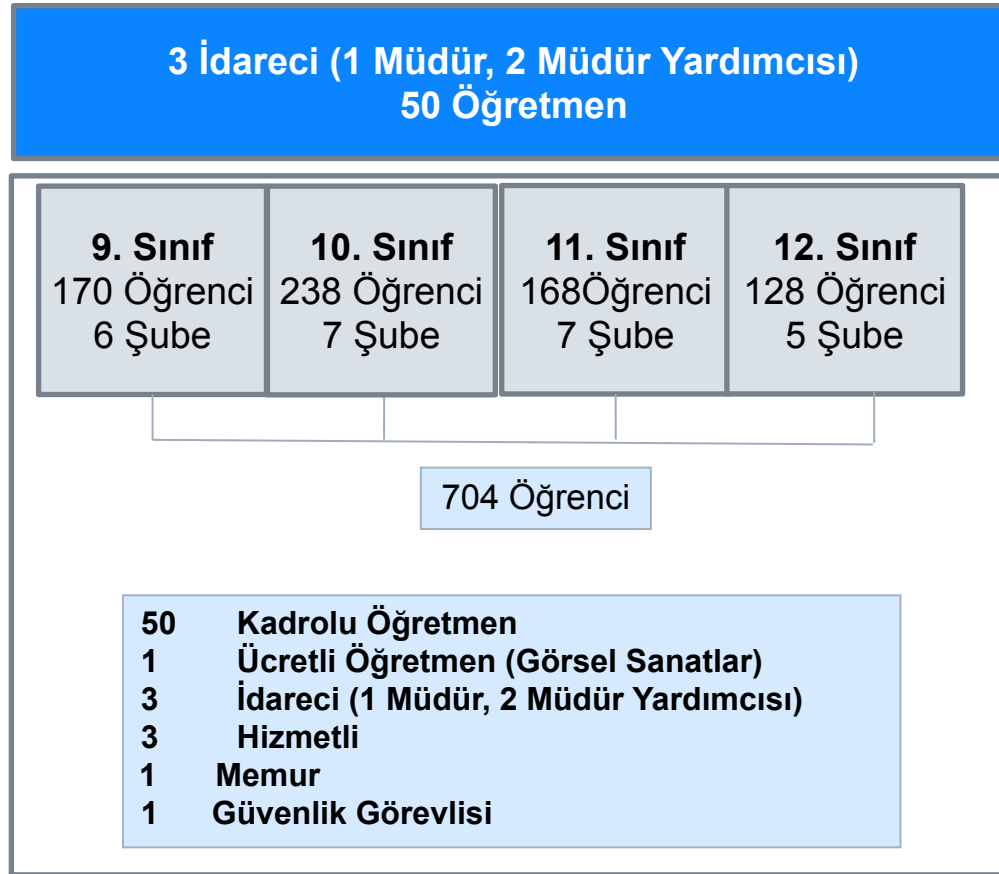 3 İdareci (1 Müdür, 2 Müdür Yardımcısı)
50 Öğretmen
9. Sınıf
170 Öğrenci
6 Şube
10. Sınıf
238 Öğrenci
7 Şube
11. Sınıf
168Öğrenci
7 Şube
12. Sınıf
128 Öğrenci
5 Şube
704 Öğrenci
50 Kadrolu Öğretmen
1 Ücretli Öğretmen (Görsel Sanatlar)
3 İdareci (1 Müdür, 2 Müdür Yardımcısı)
3 Hizmetli
1 Memur
1 Güvenlik Görevlisi